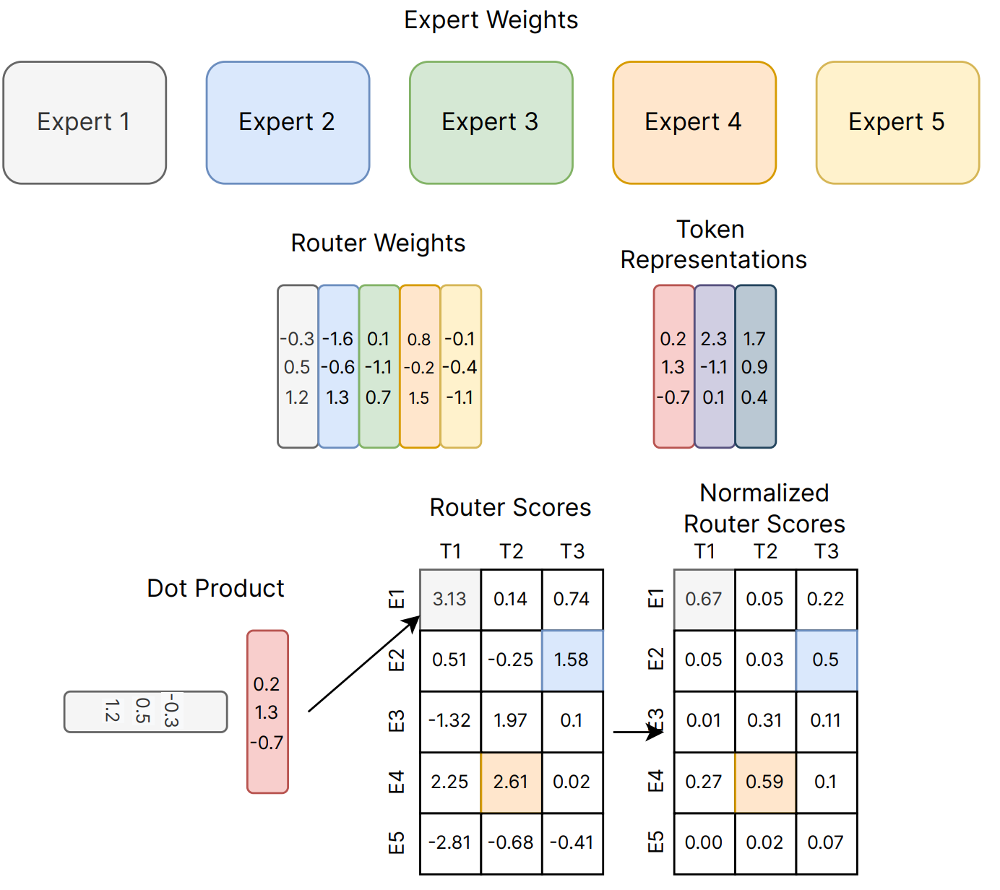 Expert Weights
Expert 1 Expert 2 Expert 3 Expert 4 Expert 5
Router Weights
Token
Representations
-0.3 -1.6 0.1 0.8 -0.1
0.5 -0.6 -1.1 -0.2 -0.4
1.2 1.3 0.7 1.5 -1.1
0.2 2.3 1.7
1.3 -1.1 0.9
-0.7 0.1 0.4
Dot Product
-0.3
0.5
1.2
0.2
1.3
-0.7
Router Scores
T1 T2 T3
E1 3.13 0.14 0.74
E2 0.51 -0.25 1.58
E3 -1.32 1.97 0.1
E4 2.25 2.61 0.02
E5 -2.81 -0.68 -0.41
Normalized
Router Scores
T1 T2 T3
E1 0.67 0.05 0.22
E2 0.05 0.03 0.5
E3 0.01 0.31 0.11
E4 0.27 0.59 0.1
E5 0.00 0.02 0.07